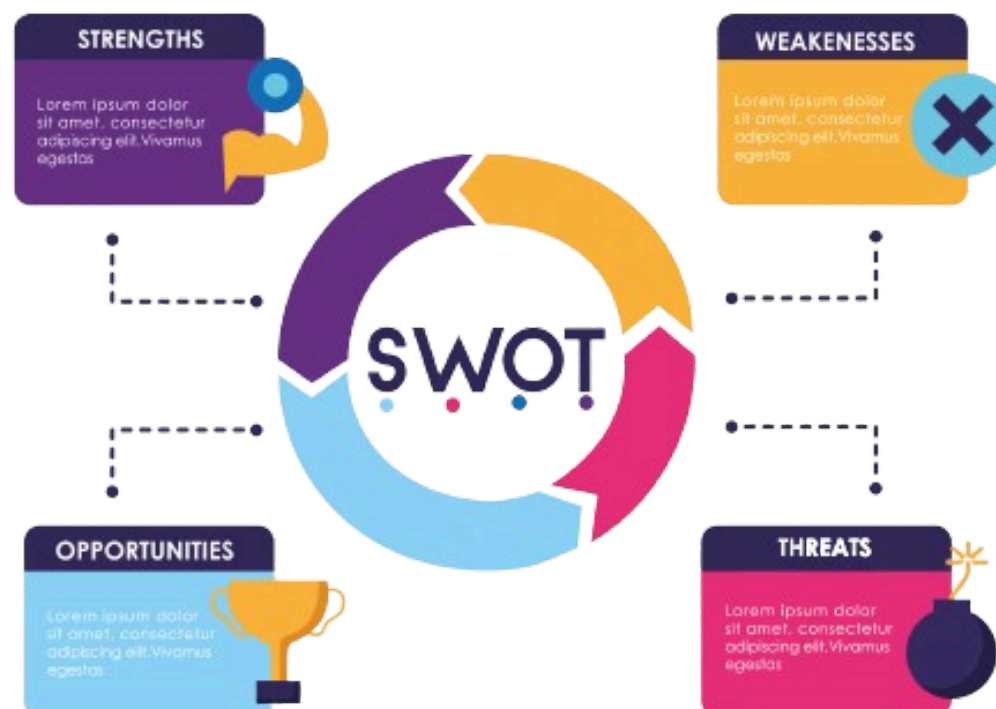 STRENGTHS
Lorem ipsum dolor
sit amet, consectetur
adipiscing elit.Vivamus
egestas
WEAKENESSES
Lorem ipsum dolor
sit amet, consectetur
adipiscing elit.Vivamus
egestas
SWOT
OPPORTUNITIES
Lorem ipsum dolor
sit amet, consectetur
adipiscing elit.Vivamus
egestas
THREATS
Lorem ipsum dolor
sit amet, consectetur
adipiscing elit.Vivamus
egestas